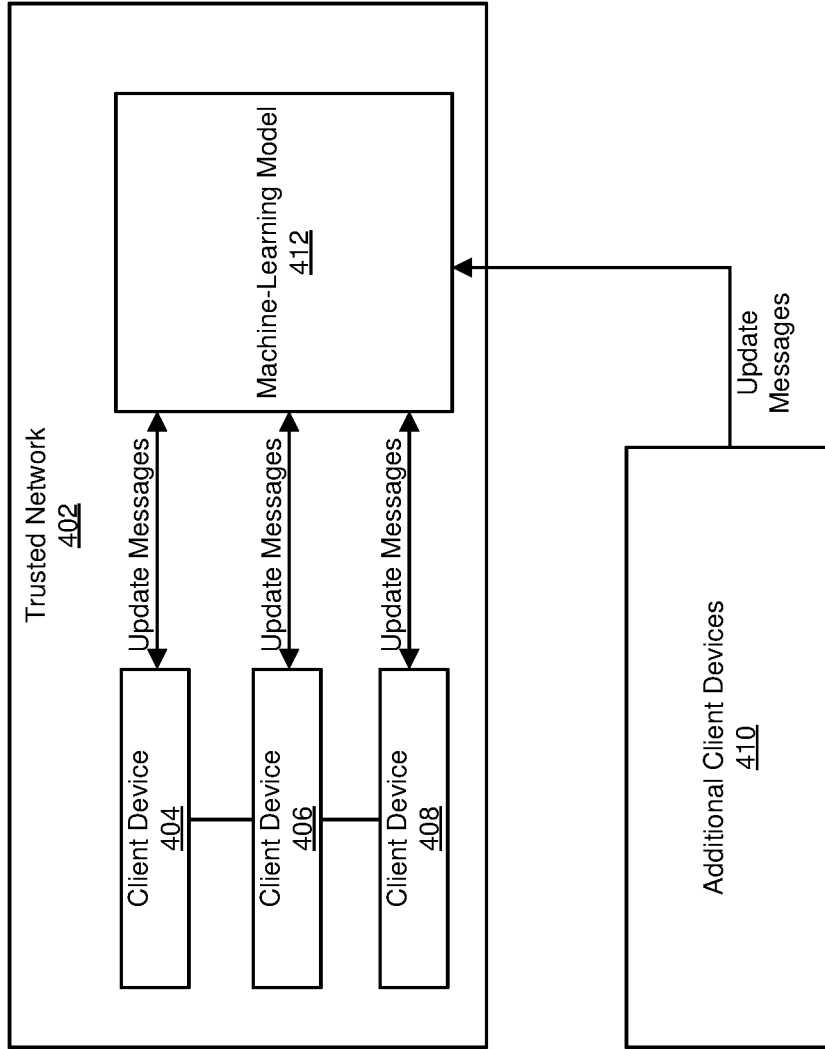 Trusted Network
402
Client Device
404
Update Messages
Client Device
406
Update Messages
Client Device
408
Update Messages
Machine-Learning Model
412
Additional Client Devices
410
Update
Messages